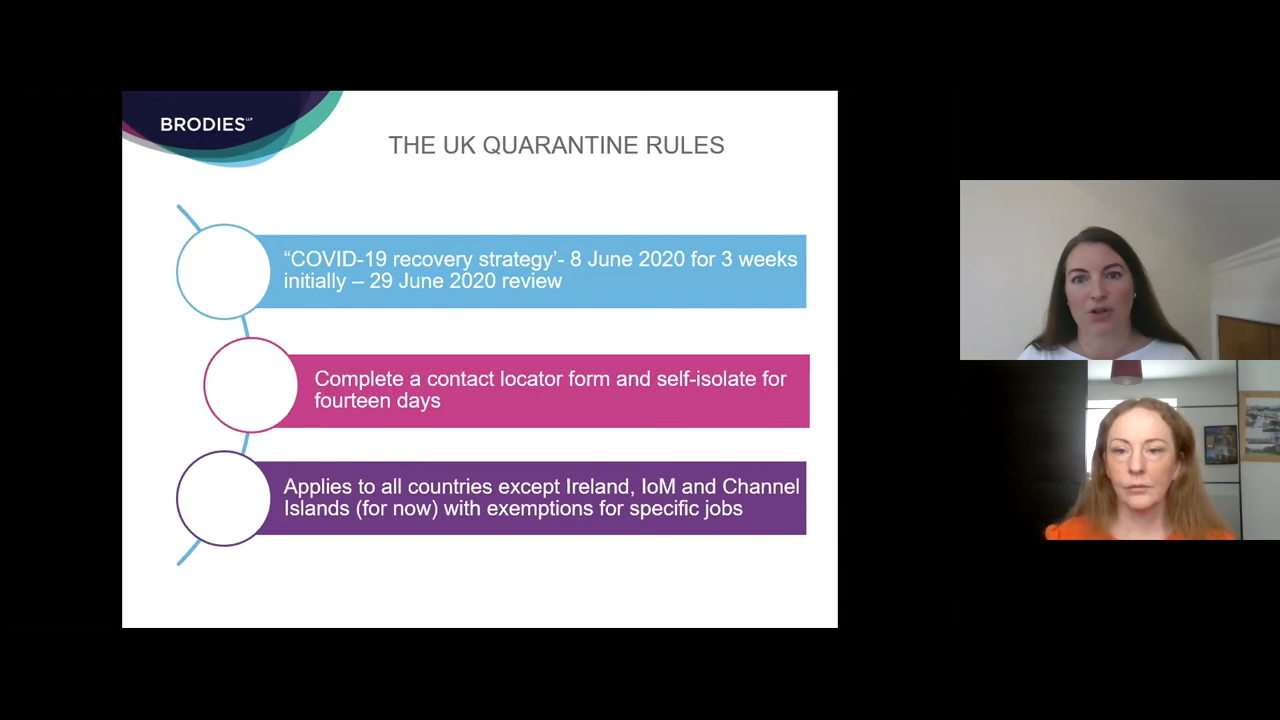 BRODIES LLP
THE UK QUARANTINE RULES
“COVID-19 recovery strategy’- 8 June 2020 for 3 weeks
initially – 29 June 2020 review
Complete a contact locator form and self-isolate for
fourteen days
Applies to all countries except Ireland, IoM and Channel
Islands (for now) with exemptions for specific jobs